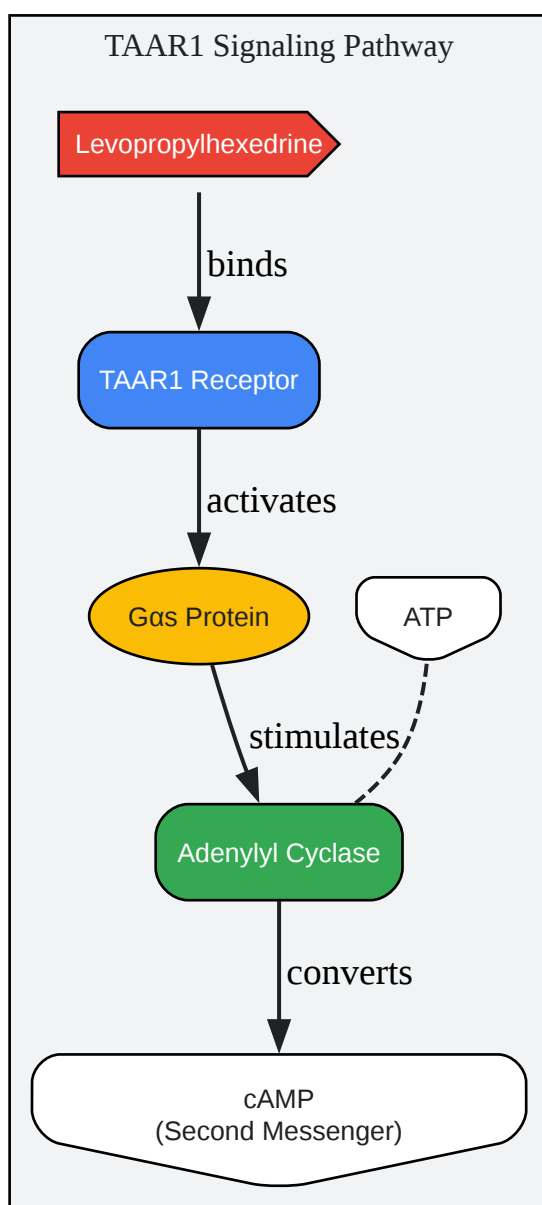 TAAR1 Signaling Pathway
Levopropylhexedrine
binds
TAAR1 Receptor
activates
Gαs Protein
ATP
stimulates
Adenylyl Cyclase
converts
cAMP
(Second Messenger)